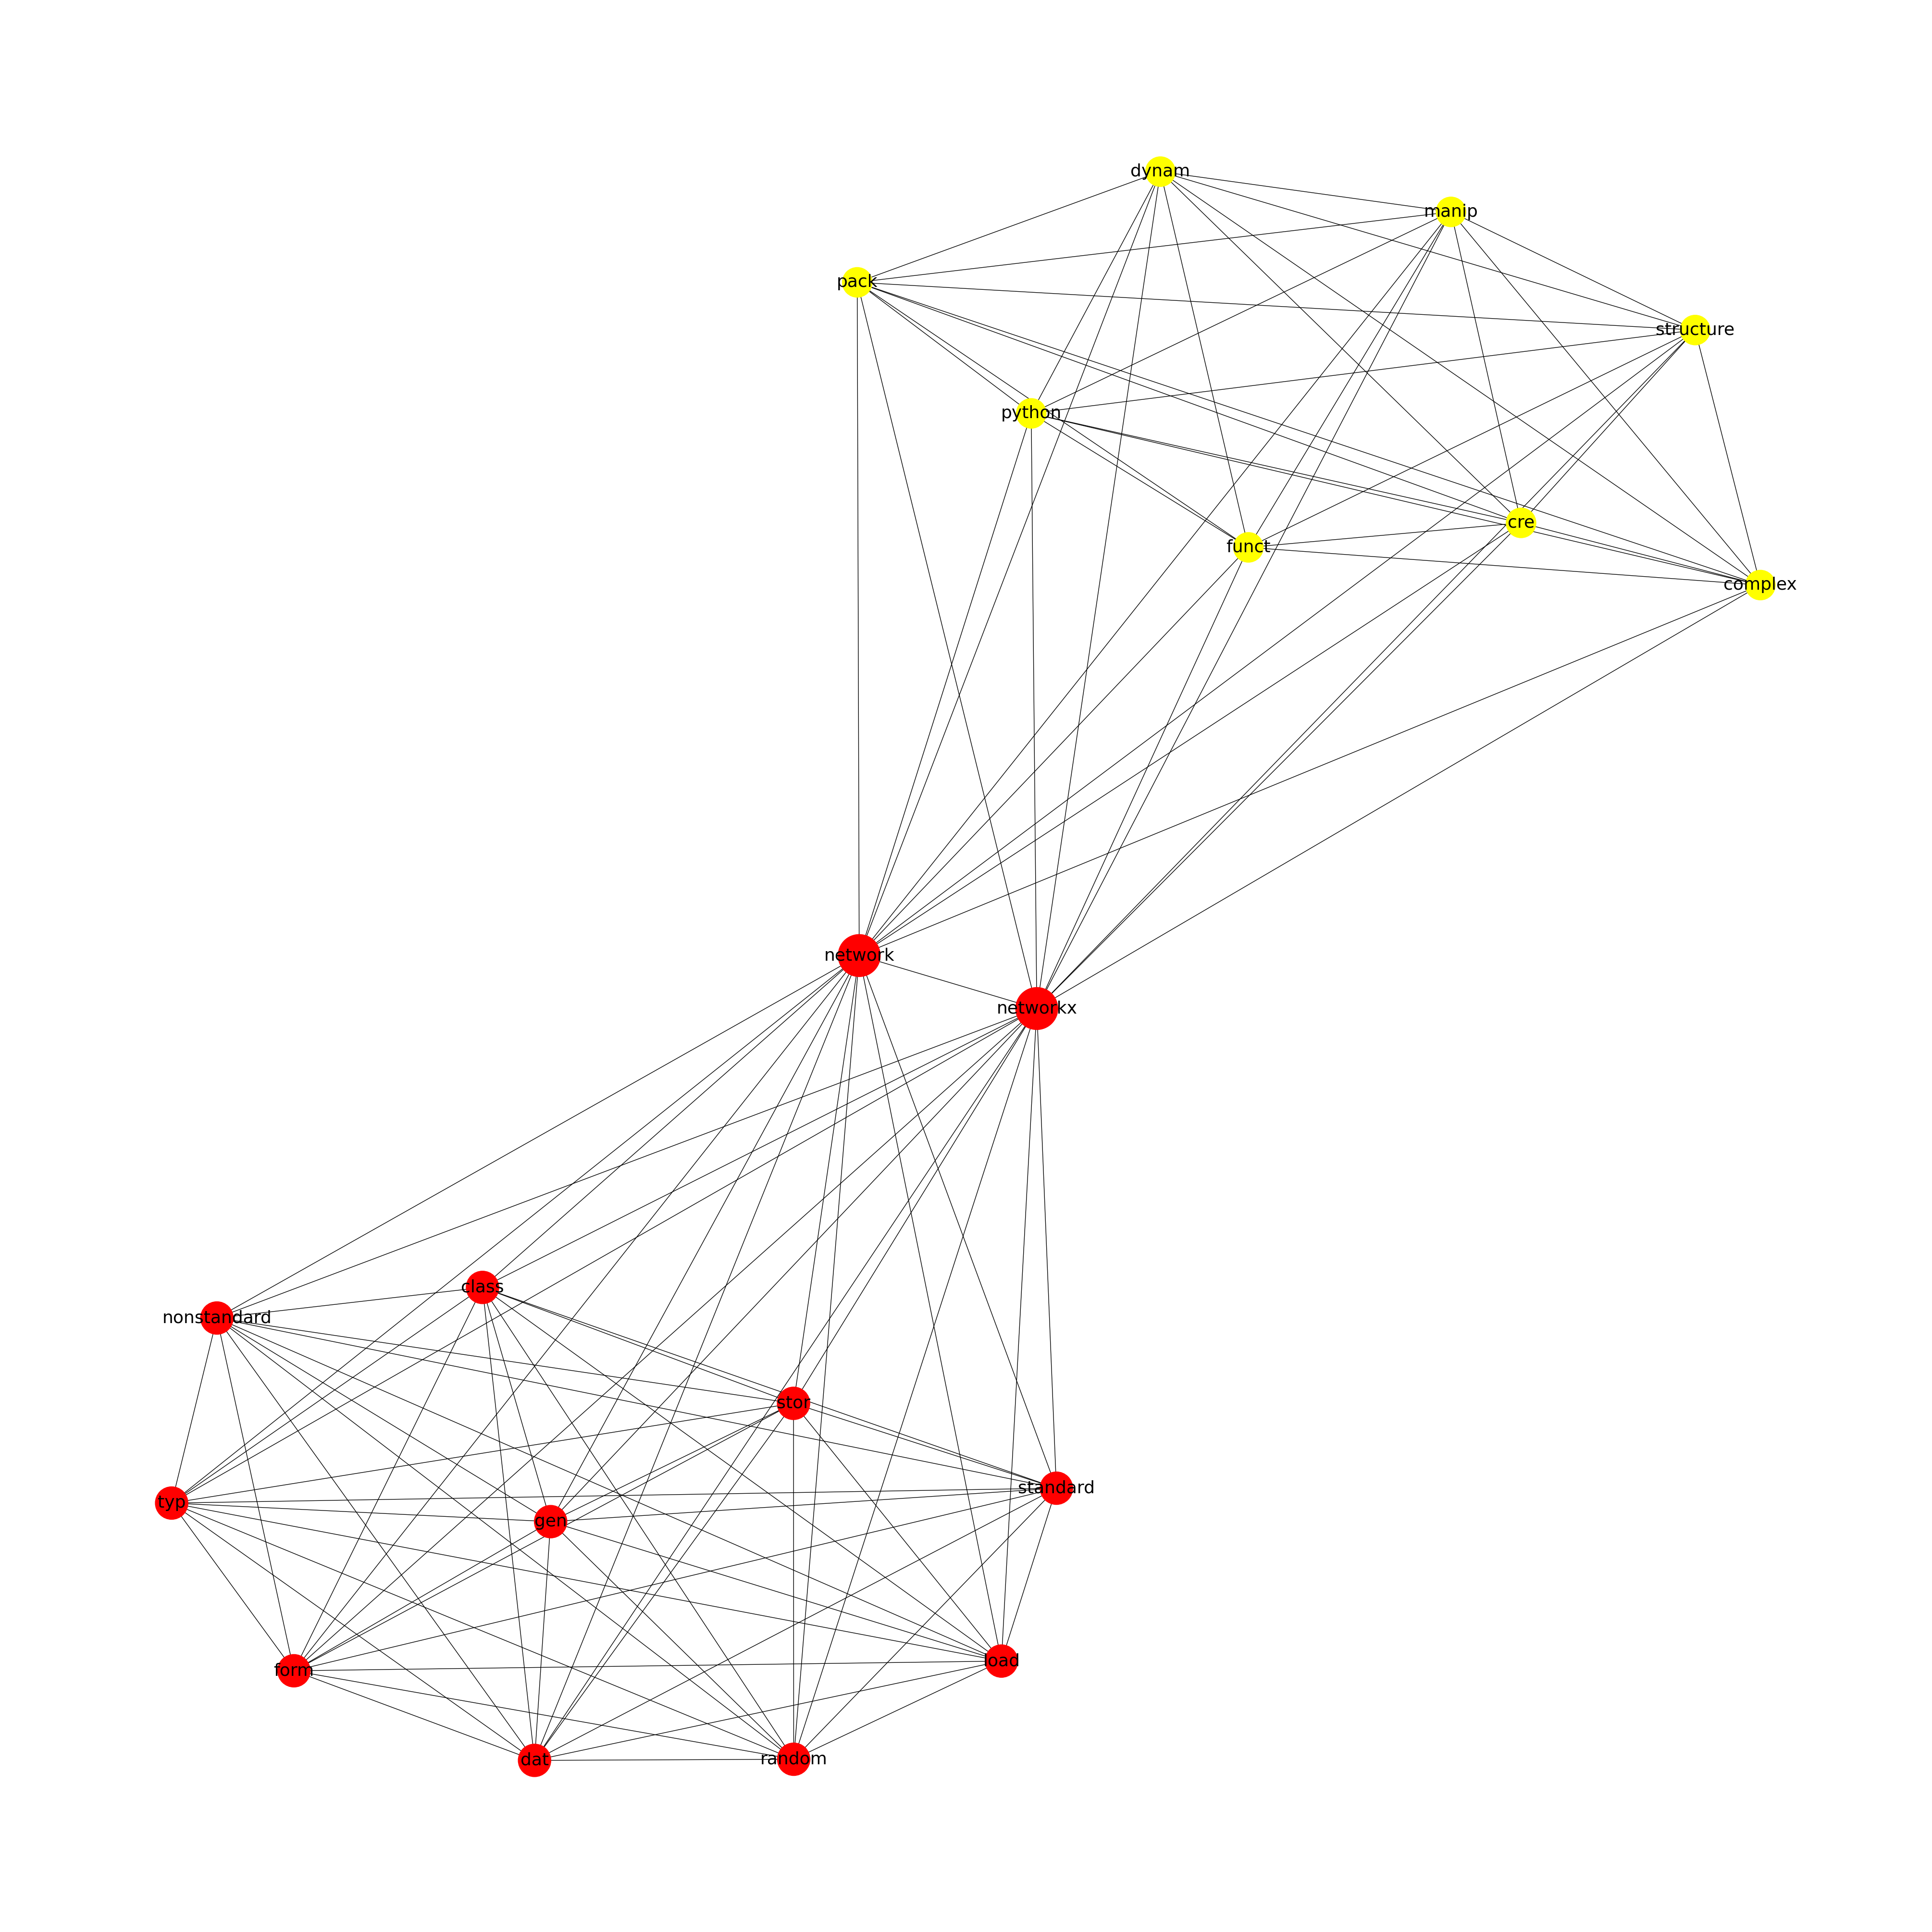 dynam
manip
pack
structure
python
cre
funct
complex
network
networkx
class
nonstandard
stor
standard
typ
gen
load
form
random
dat